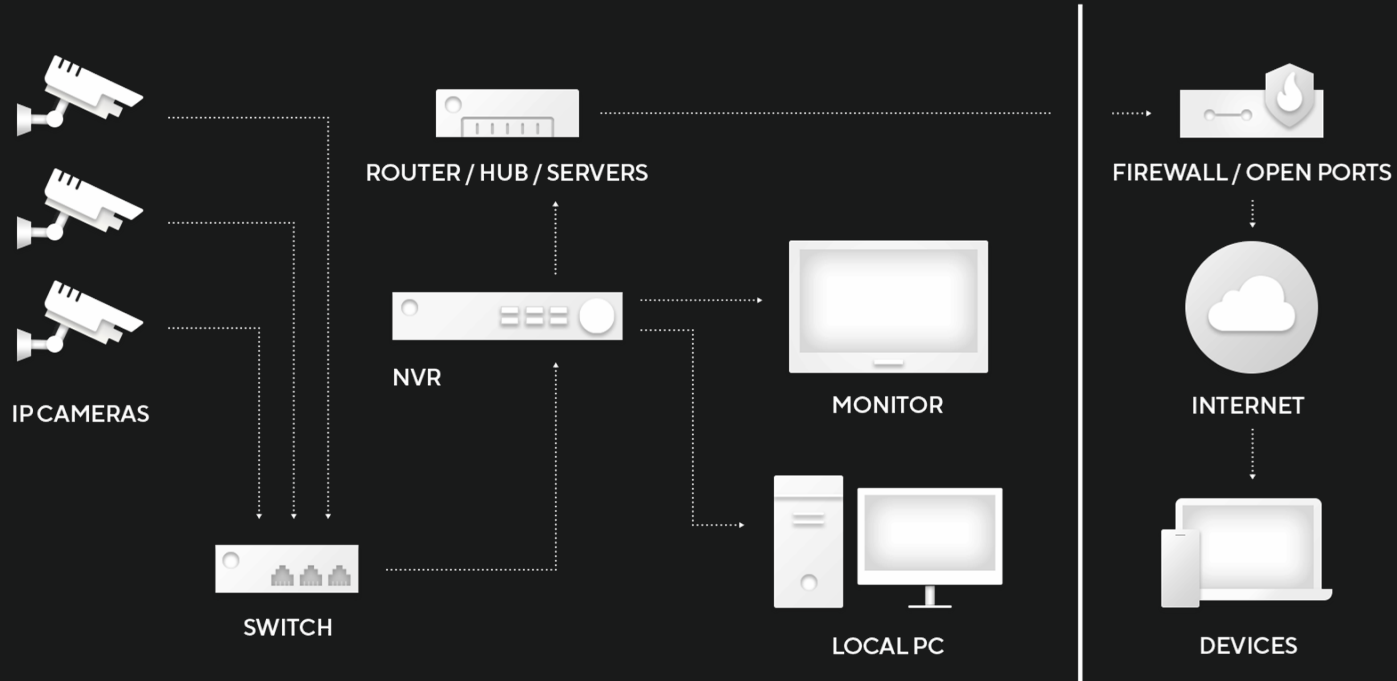 ROUTER / HUB / SERVERS
FIREWALL / OPEN PORTS
NVR
MONITOR
INTERNET
IP CAMERAS
SWITCH
LOCAL PC
DEVICES